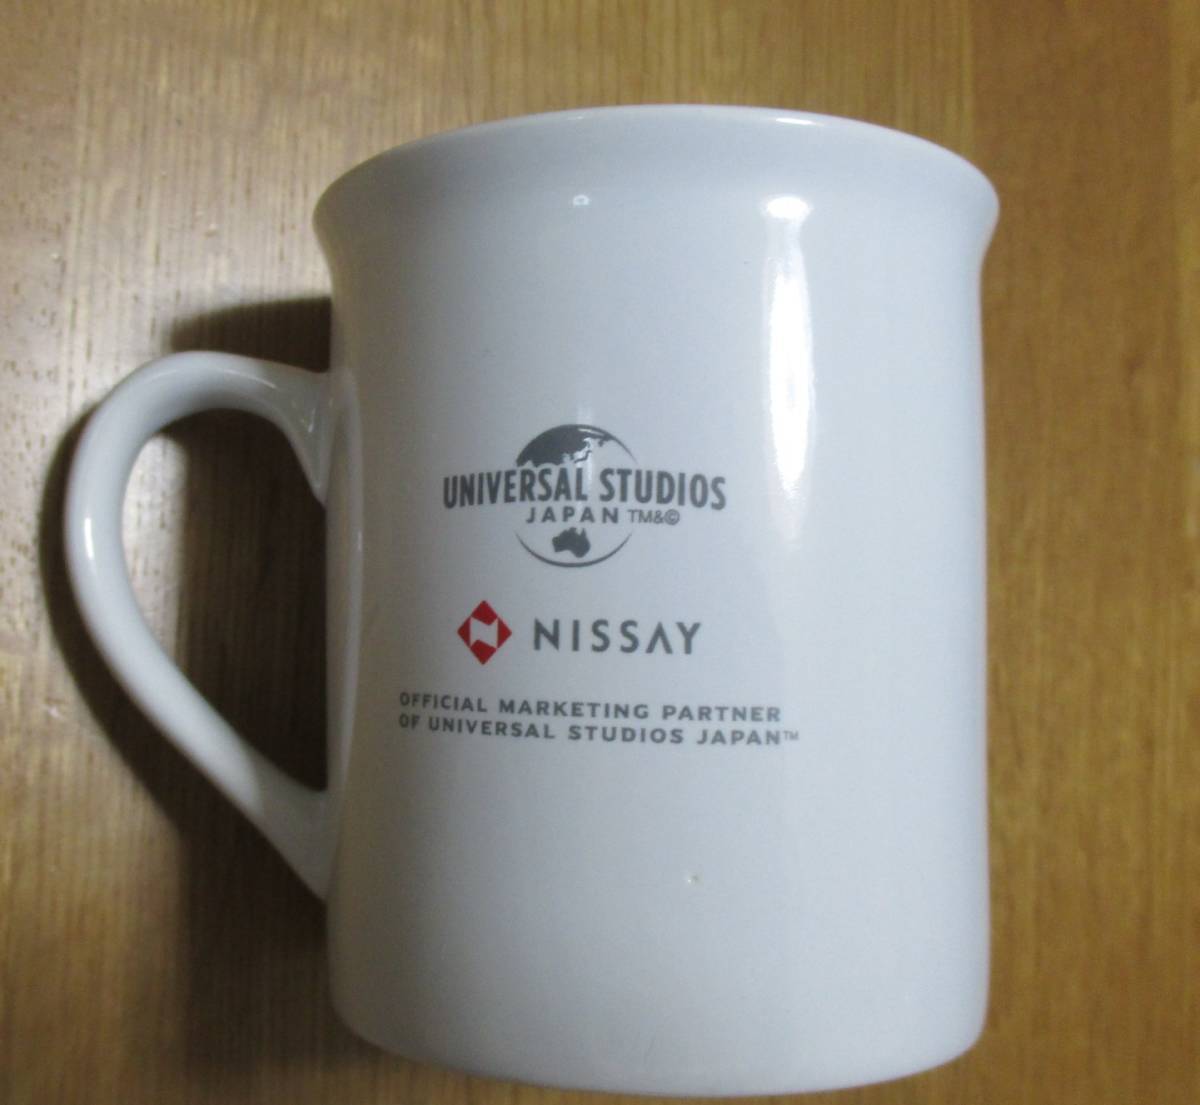 UNIVERSAL STUDIOS
JAPAN TM&©
NISSAY
OFFICIAL MARKETING PARTNER
OF UNIVERSAL STUDIOS JAPAN™